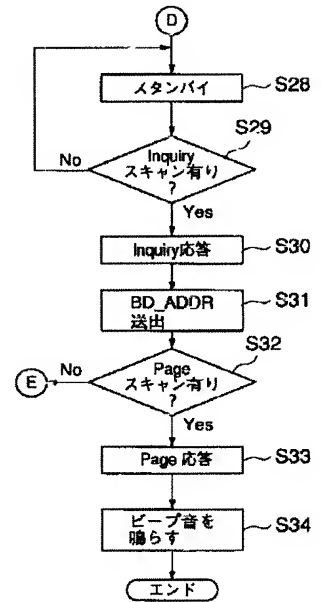 D
スタンバイ
S28
S29
No
Inquiry
スキャン有り
?
Yes
Inquiry応答
S30
BD_ADDR
送出
S31
S32
E
No
Page
スキャン有り
?
Yes
Page 応答
S33
ビープ音を
鳴らす
S34
エンド